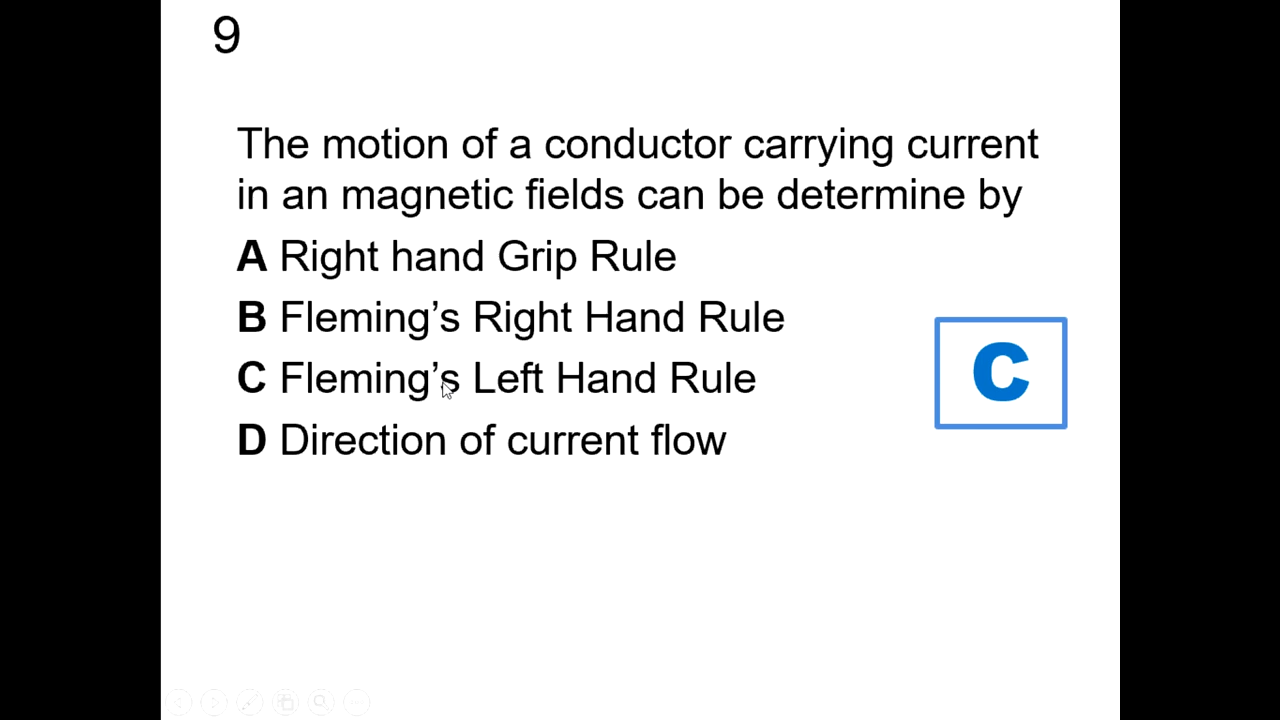 9
The motion of a conductor carrying current
in an magnetic fields can be determine by
A Right hand Grip Rule
B Fleming’s Right Hand Rule
C Fleming’s Left Hand Rule
D Direction of current flow
C